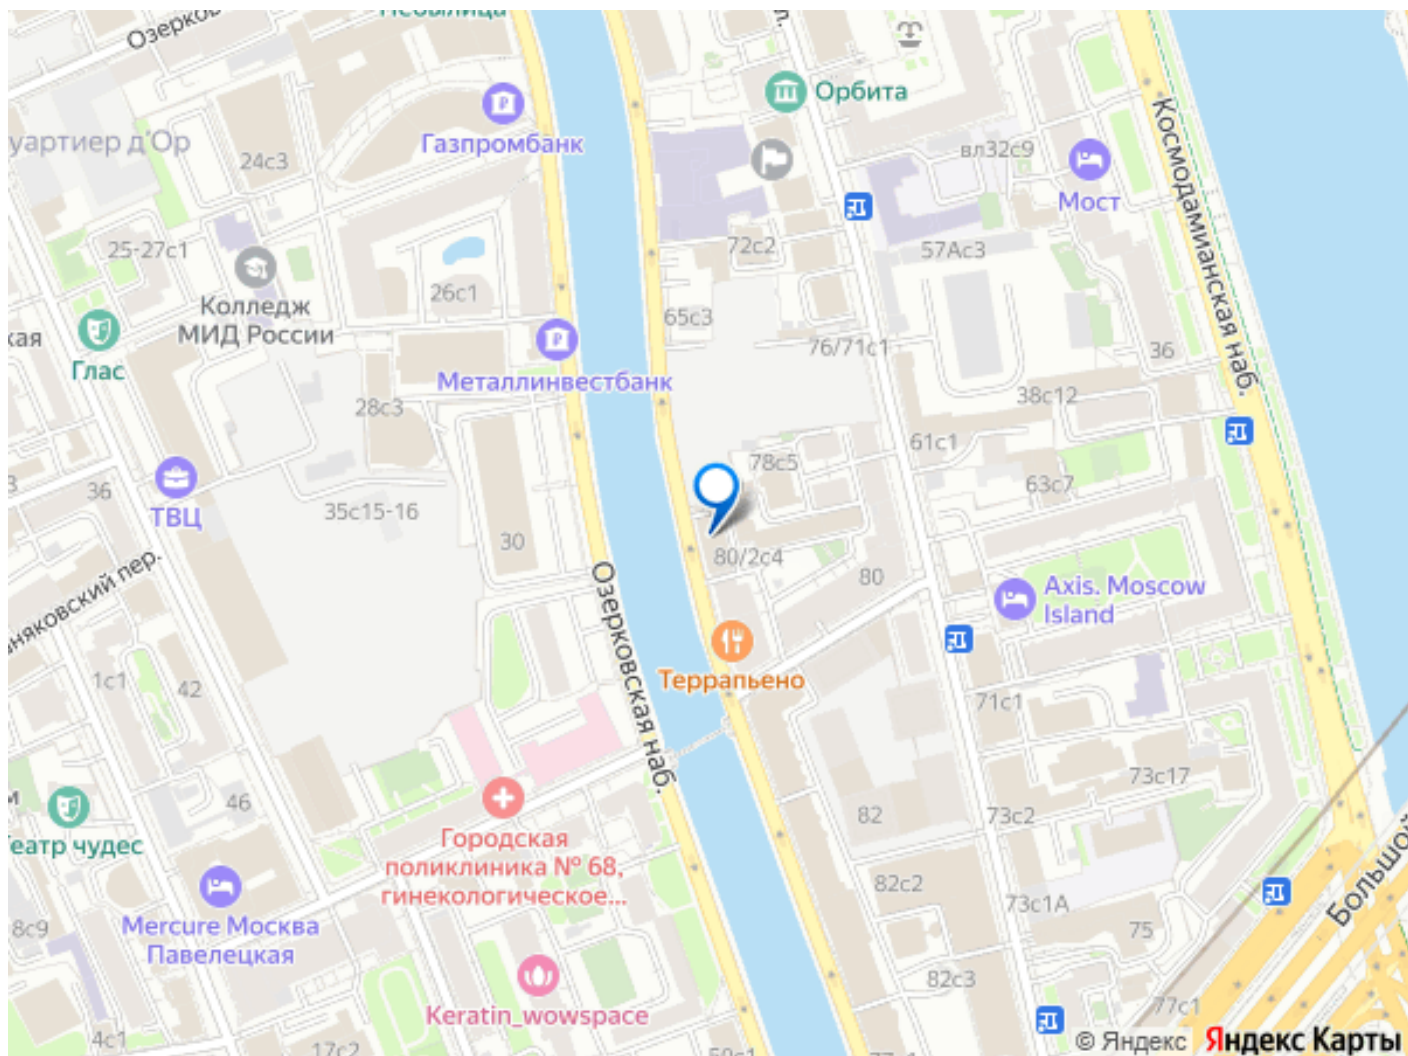 Озерков
Газпромбанк
Орбита
уартиер д'Ор
24с3
вл32с9
Мост
Космодамианская наб.
25-27с1
72с2
57Ас3
Колледж
МИД России
26с1
65с3
кая
Глас
76/71с1
36
Металлинвестбанк
28с3
38с12
61с1
78с5
63с7
36
ТВЦ
35с15-16
30
80/2с4
80
Axis. Moscow
Island
няковский пер.
Озерковская наб.
1с1
42
Террапьено
71с1
73с17
46
82
73с2
еатр чудес
Городская
поликлиника № 68,
гинекологическое...
82с2
73с1А
Большой
Mercure Москва
Павелецкая
8с9
75
82с3
Keratin_wowspace
77с1
4с1
17с2
© Яндекс Яндекс Карты